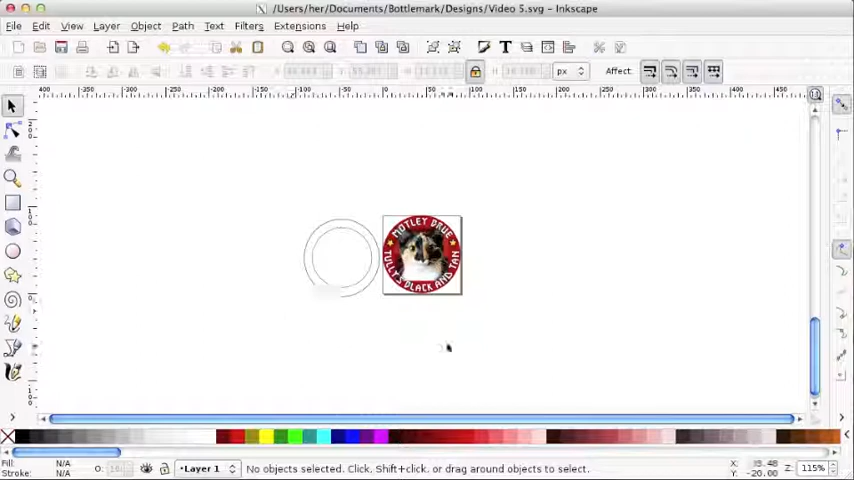 /Users/her/Documents/Bottlemark/Designs/Video 5.svg - Inkscape
File Edit View Layer Object Path Text Filters Extensions Help
px Affect:
MOTLEY BRUE
TULLY'S BLACK AND TAN
Fill: N/A
Stroke: N/A
O:
•Layer 1
No objects selected. Click, Shift+click, or drag around objects to select.
X:
Y: -20.00
Z: 115%